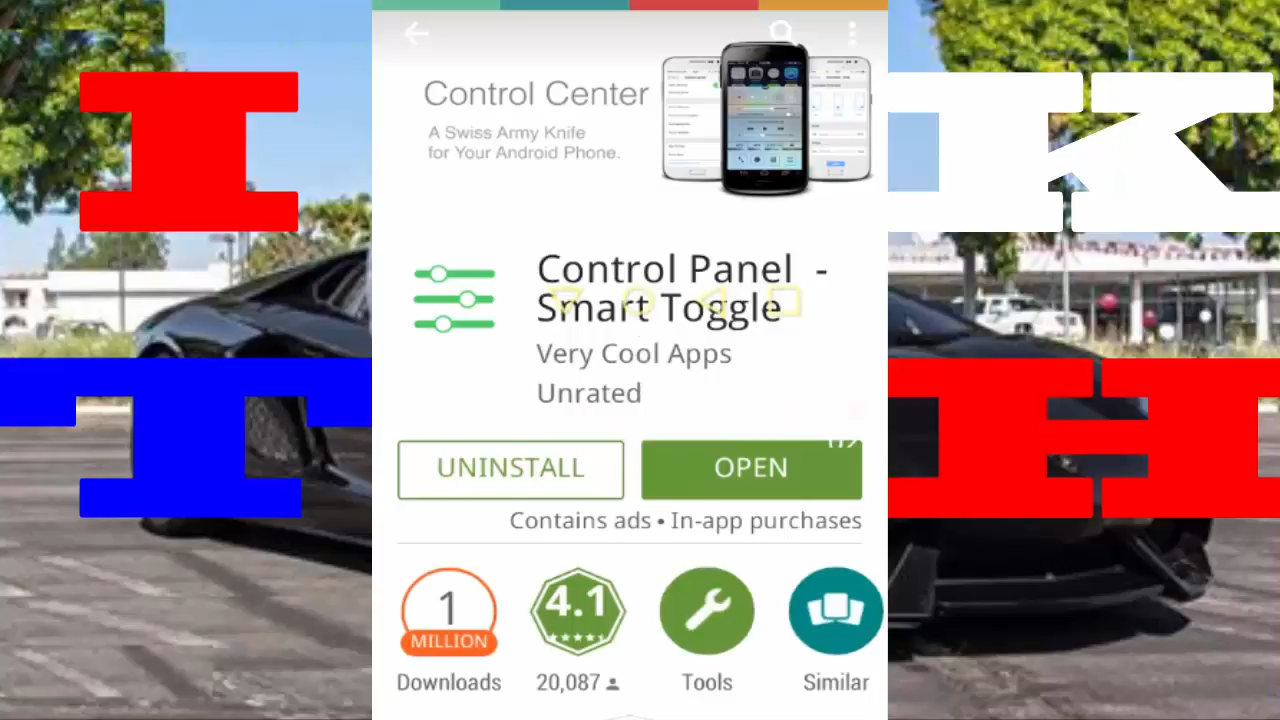 Control Center
A Swiss Army Knife
for Your Android Phone.
Control Panel -
Smart Toggle
Very Cool Apps
Unrated
UNINSTALL
OPEN
Contains ads • In-app purchases
1
MILLION
4.1
Downloads
20,087
Tools
Similar
I
K
T
H